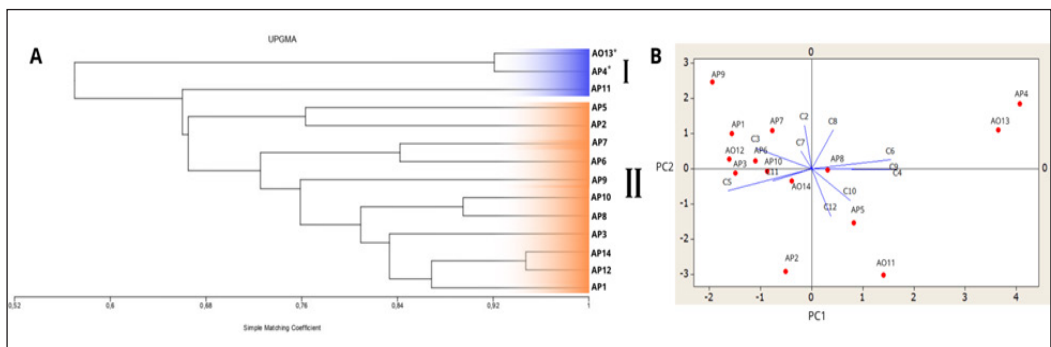 A
UPGMA
AO13*
AP4*
AP11
AP5
AP2
AP7
AP6
AP9
AP10
AP8
AP3
AP14
AP12
AP1
I
II
0,52
0,6
0,68
0,76
0,84
0,92
1
Simple Matching Coefficient
B
0
3
2
1
0
-1
-2
-3
PC2
0
-2
-1
0
1
2
3
4
PC1
AP9
AP4
AO13
AP1
AP7
C2
C8
C3
C7
AO12
AP6
C6
AP3
AP10
AP8
C9
C4
C11
C5
AO14
C10
C12
AP5
AP2
AO11